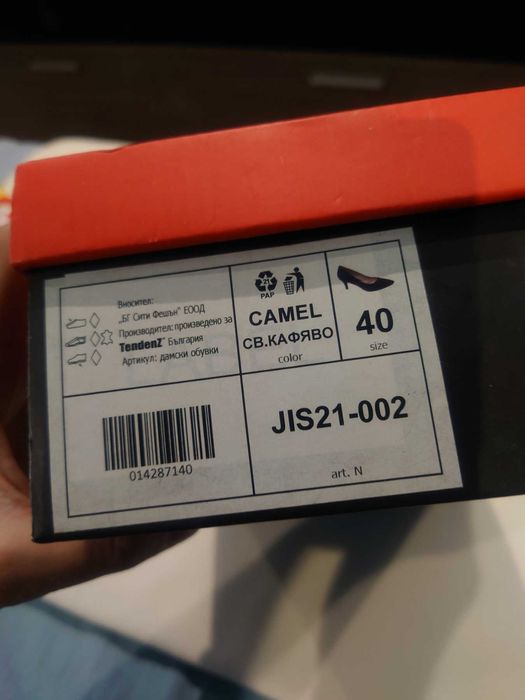 Вносител:
„БГ Сити Фешън" ЕООД
Производител: произведено за
TendenZ България
Артикул: дамски обувки
21
PAP
CAMEL
СВ.КАФЯВО
color
40
size
014287140
JIS21-002
art. N